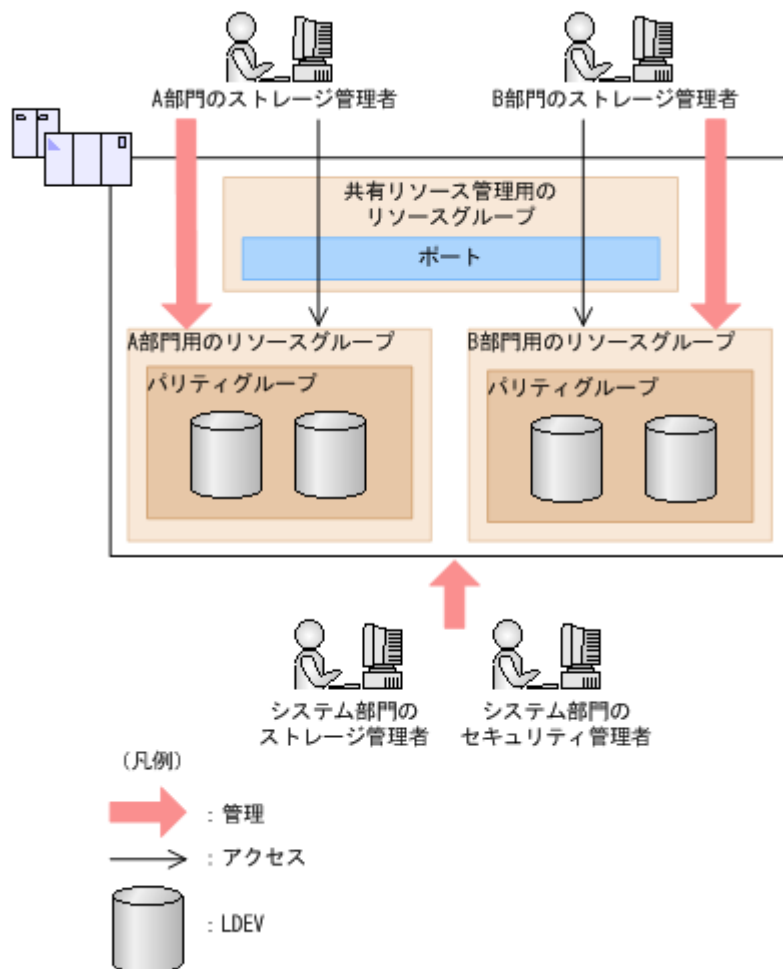 A部門のストレージ管理者
B部門のストレージ管理者
共有リソース管理用の
リソースグループ
ポート
A部門用のリソースグループ
B部門用のリソースグループ
パリティグループ
パリティグループ
システム部門の
ストレージ管理者
システム部門の
セキュリティ管理者
(凡例)
: 管理
: アクセス
: LDEV